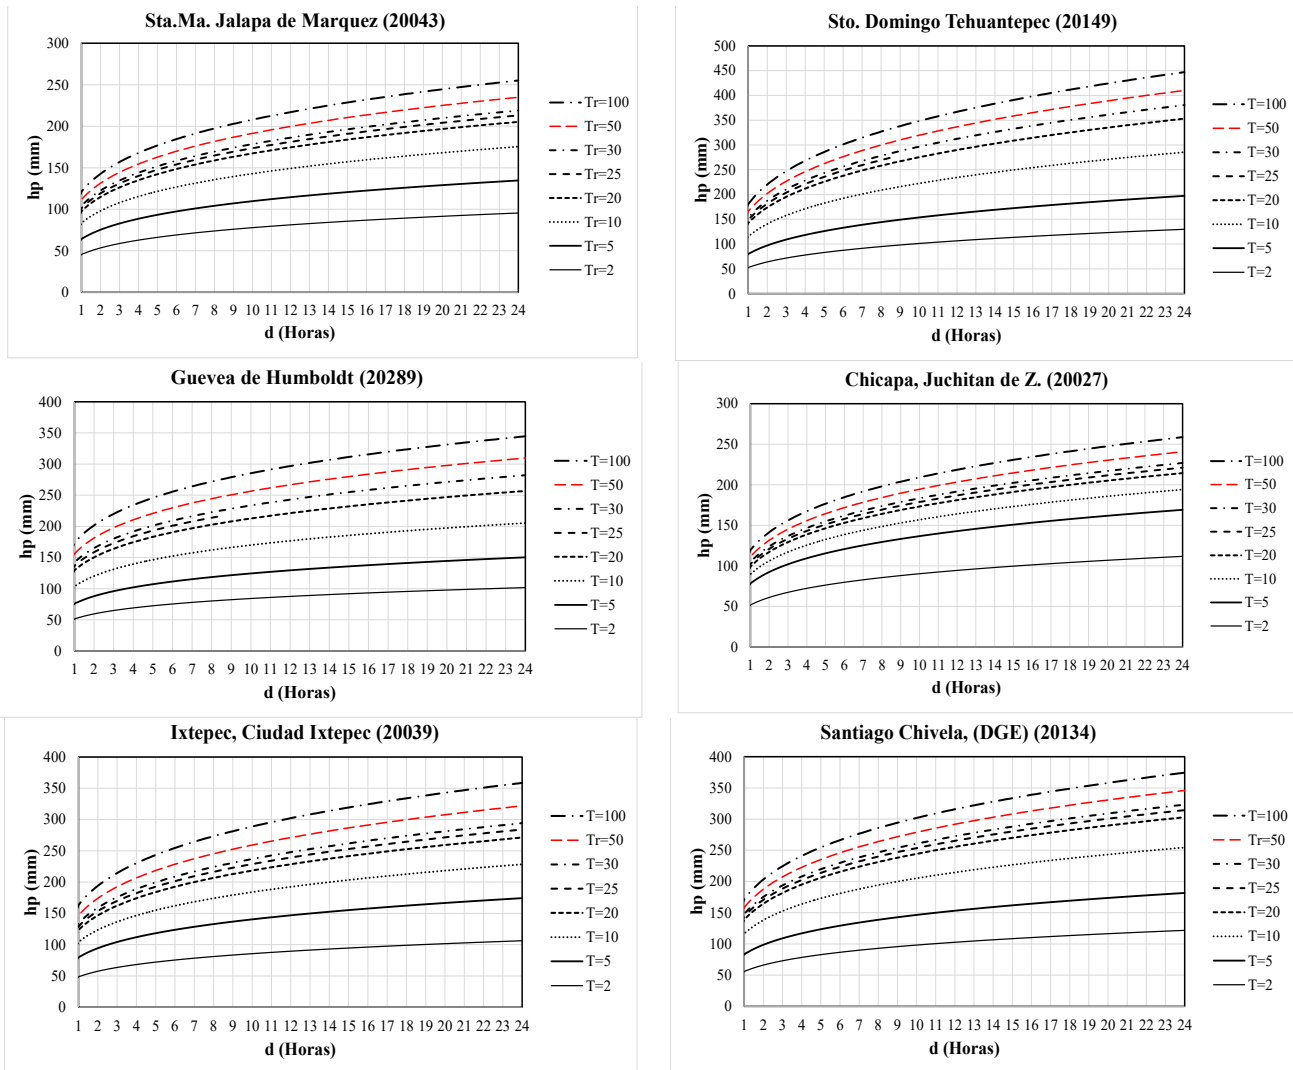 Sta.Ma. Jalapa de Marquez (20043)
300
250
200
150
100
50
0
hp (mm)
1 2 3 4 5 6 7 8 9 10 11 12 13 14 15 16 17 18 19 20 21 22 23 24
d (Horas)
Tr=100
Tr=50
Tr=30
Tr=25
Tr=20
Tr=10
Tr=5
Tr=2
Sto. Domingo Tehuantepec (20149)
500
450
400
350
300
250
200
150
100
50
0
hp (mm)
1 2 3 4 5 6 7 8 9 10 11 12 13 14 15 16 17 18 19 20 21 22 23 24
d (Horas)
T=100
T=50
T=30
T=25
T=20
T=10
T=5
T=2
Guevea de Humboldt (20289)
400
350
300
250
200
150
100
50
0
hp (mm)
1 2 3 4 5 6 7 8 9 10 11 12 13 14 15 16 17 18 19 20 21 22 23 24
d (Horas)
T=100
T=50
T=30
T=25
T=20
T=10
T=5
T=2
Chicapa, Juchitan de Z. (20027)
300
250
200
150
100
50
0
hp (mm)
1 2 3 4 5 6 7 8 9 10 11 12 13 14 15 16 17 18 19 20 21 22 23 24
d (Horas)
T=100
T=50
T=30
T=25
T=20
T=10
T=5
T=2
Ixtepec, Ciudad Ixtepec (20039)
400
350
300
250
200
150
100
50
0
hp (mm)
1 2 3 4 5 6 7 8 9 10 11 12 13 14 15 16 17 18 19 20 21 22 23 24
d (Horas)
T=100
Tr=50
T=30
T=25
T=20
T=10
T=5
T=2
Santiago Chivela, (DGE) (20134)
400
350
300
250
200
150
100
50
0
hp (mm)
1 2 3 4 5 6 7 8 9 10 11 12 13 14 15 16 17 18 19 20 21 22 23 24
d (Horas)
T=100
Tr=50
T=30
T=25
T=20
T=10
T=5
T=2